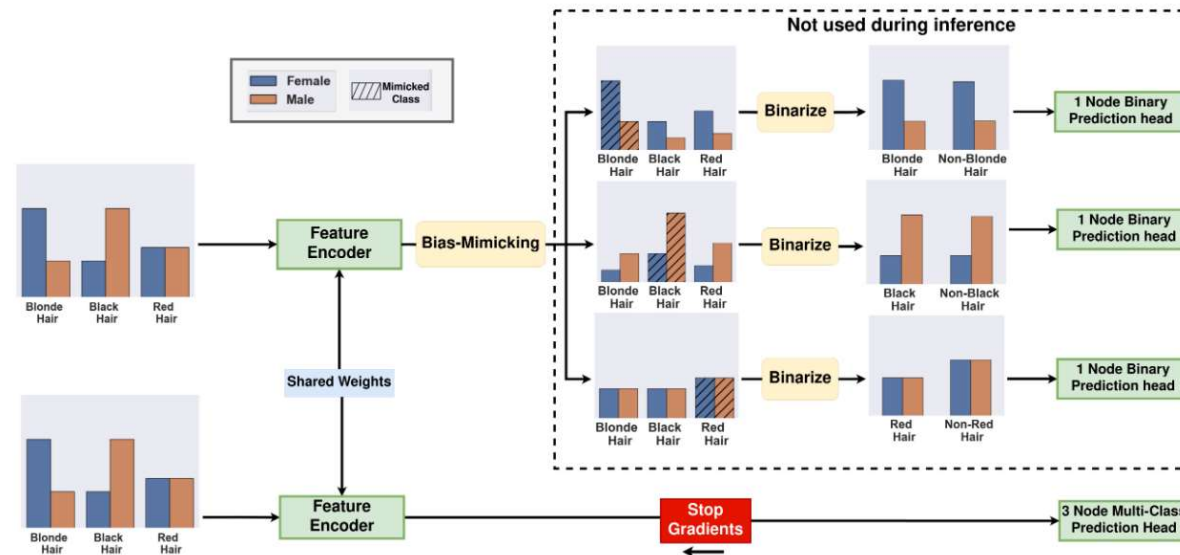 Not used during inference
Female
Male
Mimicked
Class
Blonde
Hair
Black
Hair
Red
Hair
Feature
Encoder
Bias-Mimicking
Blonde
Hair
Black
Hair
Red
Hair
Binarize
Blonde
Hair
Non-Blonde
Hair
1 Node Binary
Prediction head
Blonde
Hair
Black
Hair
Red
Hair
Binarize
Black
Hair
Non-Black
Hair
1 Node Binary
Prediction head
Blonde
Hair
Black
Hair
Red
Hair
Binarize
Red
Hair
Non-Red
Hair
1 Node Binary
Prediction head
Shared Weights
Blonde
Hair
Black
Hair
Red
Hair
Feature
Encoder
Stop
Gradients
3 Node Multi-Class
Prediction Head